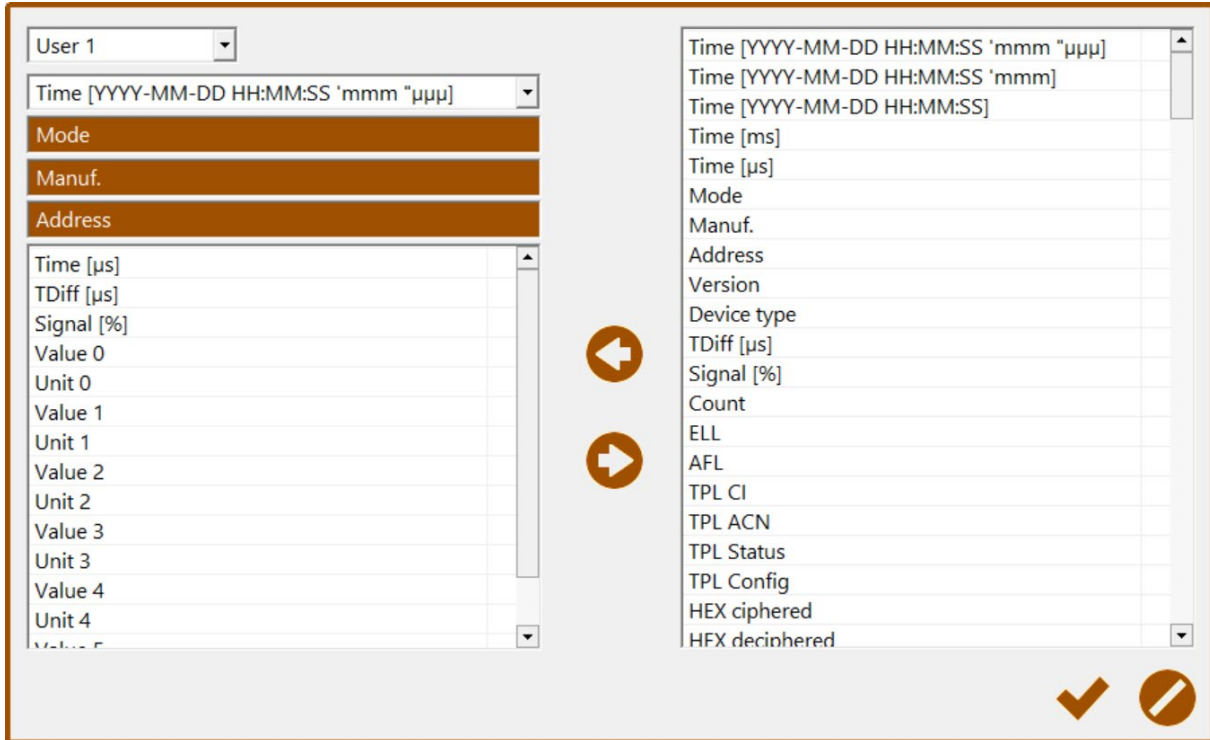 User 1
Time [YYYY-MM-DD HH:MM:SS 'mmm "µµµ]
Mode
Manuf.
Address
Time [µs]
TDiff [µs]
Signal [%]
Value 0
Unit 0
Value 1
Unit 1
Value 2
Unit 2
Value 3
Unit 3
Value 4
Unit 4
Time [YYYY-MM-DD HH:MM:SS 'mmm "µµµ]
Time [YYYY-MM-DD HH:MM:SS 'mmm]
Time [YYYY-MM-DD HH:MM:SS]
Time [ms]
Time [µs]
Mode
Manuf.
Address
Version
Device type
TDiff [µs]
Signal [%]
Count
ELL
AFL
TPL CI
TPL ACN
TPL Status
TPL Config
HEX ciphered
HEX deciphered